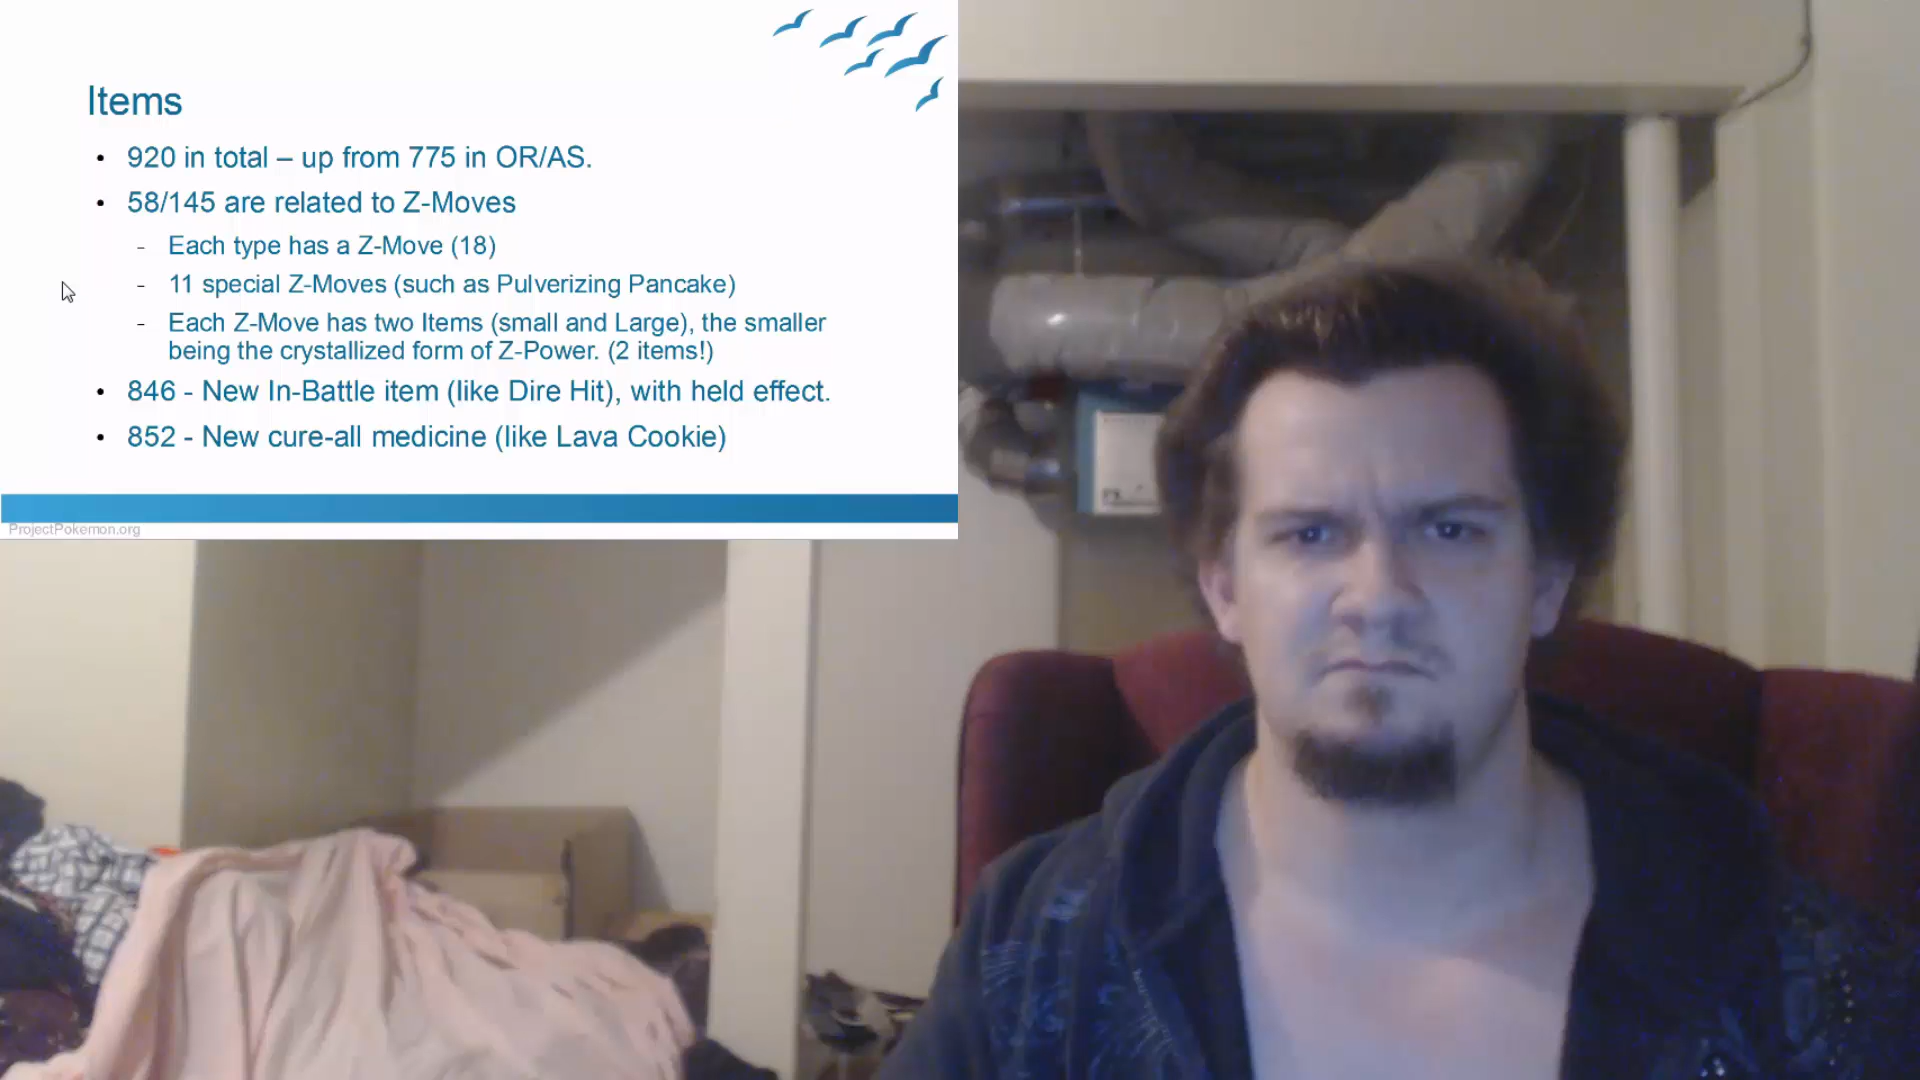 Items
• 920 in total – up from 775 in OR/AS.
• 58/145 are related to Z-Moves
- Each type has a Z-Move (18)
- 11 special Z-Moves (such as Pulverizing Pancake)
- Each Z-Move has two Items (small and Large), the smaller
being the crystallized form of Z-Power. (2 items!)
• 846 - New In-Battle item (like Dire Hit), with held effect.
• 852 - New cure-all medicine (like Lava Cookie)
ProjectPokemon.org